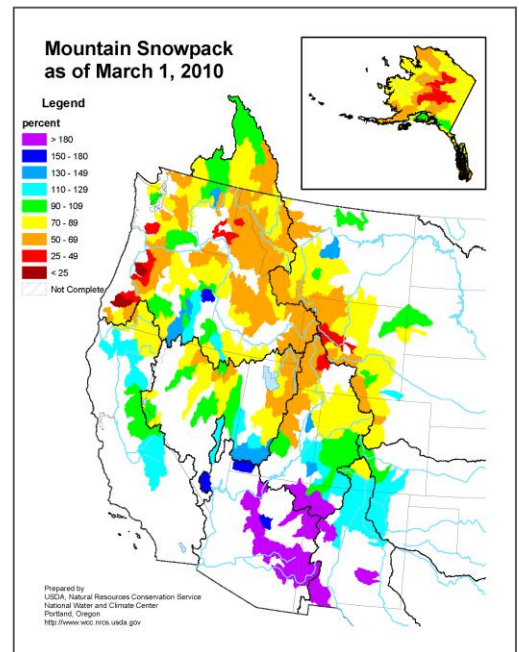 Mountain Snowpack
as of March 1, 2010
Legend
percent
> 180
150 - 180
130 - 149
110 - 129
90 - 109
70 - 89
50 - 69
25 - 49
< 25
Not Complete
Prepared by
USDA, Natural Resources Conservation Service
National Water and Climate Center
Portland, Oregon
http://www.wcc.nrcs.usda.gov